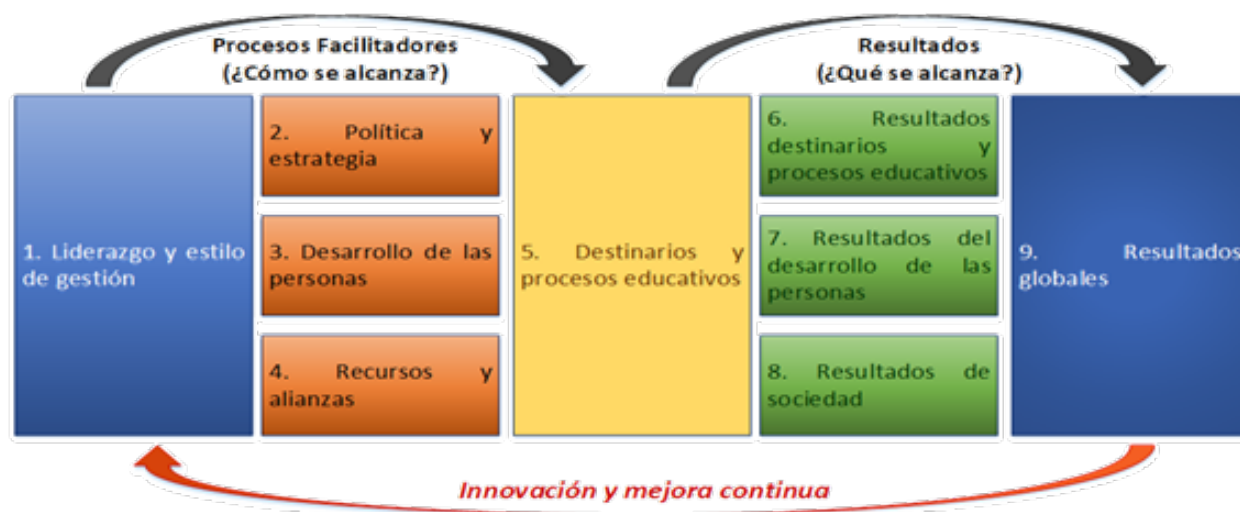 Procesos Facilitadores
(¿Cómo se alcanza?)
Resultados
(¿Qué se alcanza?)
1. Liderazgo y estilo
de gestión
2. Política y
estrategia
3. Desarrollo de las
personas
4. Recursos y
alianzas
5. Destinarios y
procesos educativos
6. Resultados
destinarios y
procesos educativos
7. Resultados del
desarrollo de las
personas
8. Resultados de
sociedad
9. Resultados
globales
Innovación y mejora continua